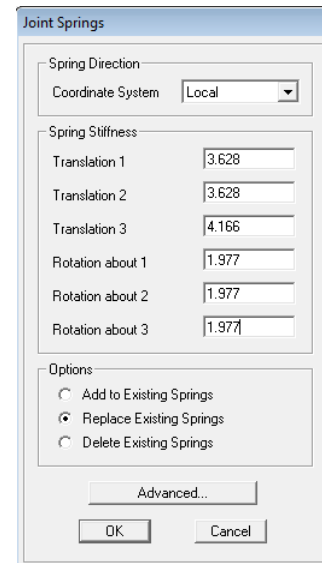 Joint Springs
Spring Direction
Coordinate System Local
Spring Stiffness
Translation 1 3.628
Translation 2 3.628
Translation 3 4.166
Rotation about 1 1.977
Rotation about 2 1.977
Rotation about 3 1.977
Options
Add to Existing Springs
Replace Existing Springs
Delete Existing Springs
Advanced...
OK Cancel